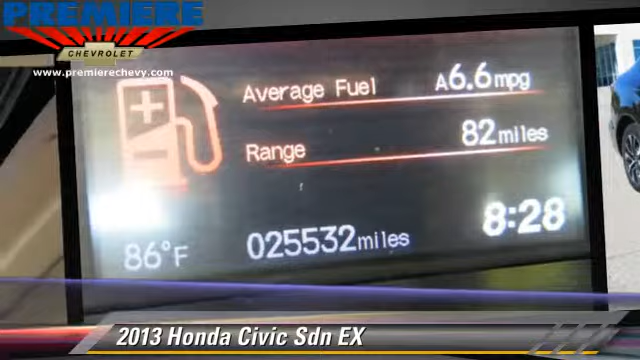 PREMIERE
CHEVROLET
www.premierechevy.com
Average Fuel A6.6mpg
Range 82miles
86°F 025532miles 8:28
2013 Honda Civic Sdn EX